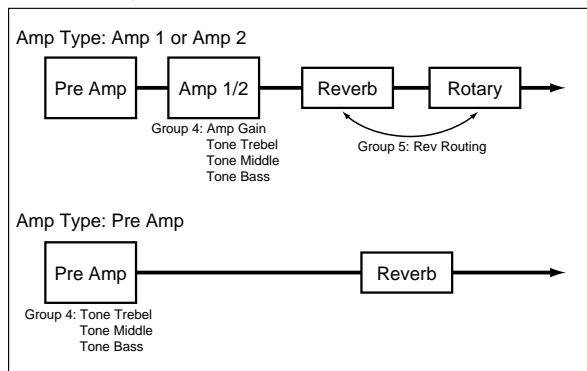 Amp Type: Amp 1 or Amp 2
Pre Amp
Amp 1/2
Reverb
Rotary
Group 4: Amp Gain
Tone Trebel
Tone Middle
Tone Bass
Group 5: Rev Routing
Amp Type: Pre Amp
Pre Amp
Reverb
Group 4: Tone Trebel
Tone Middle
Tone Bass